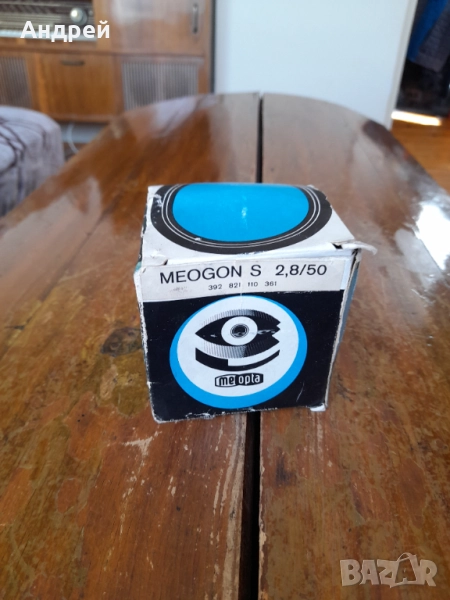 Андрей
MEOGON S 2,8/50
392 821 110 361
meopta
BAZAR